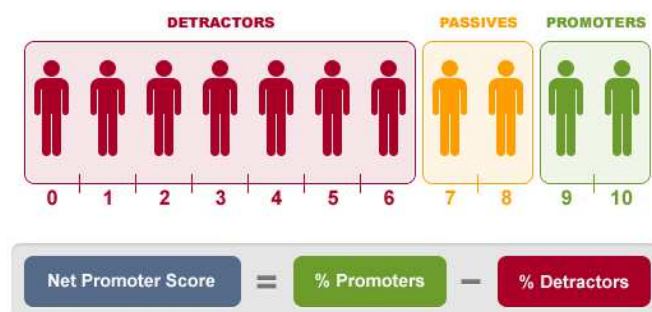 DETRACTORS PASSIVES PROMOTERS
0 1 2 3 4 5 6 7 8 9 10
Net Promoter Score = % Promoters – % Detractors